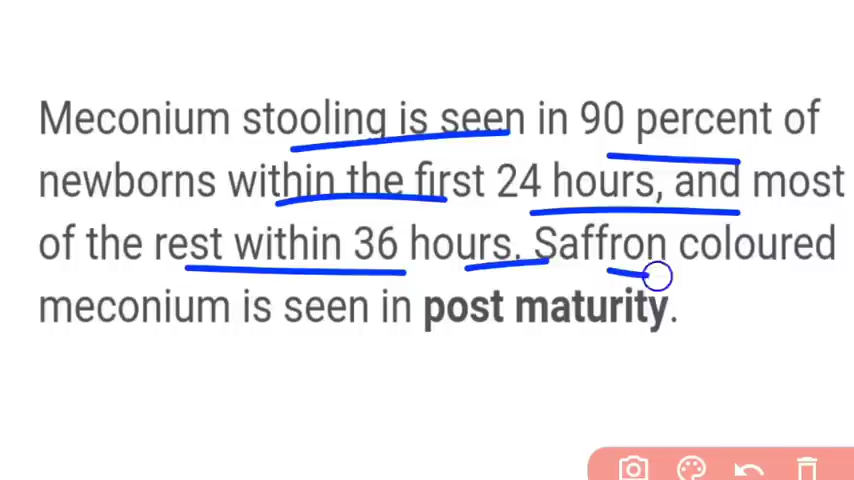 Meconium stooling is seen in 90 percent of
newborns within the first 24 hours, and most
of the rest within 36 hours. Saffron coloured
meconium is seen in post maturity.